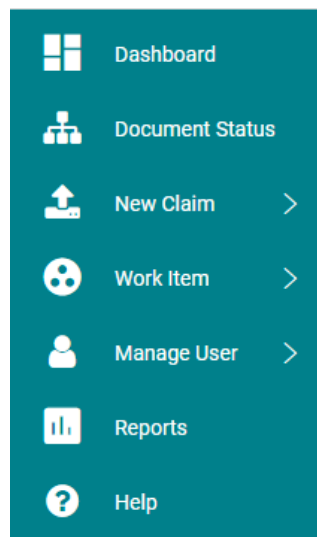 Dashboard
Document Status
New Claim
Work Item
Manage User
Reports
Help